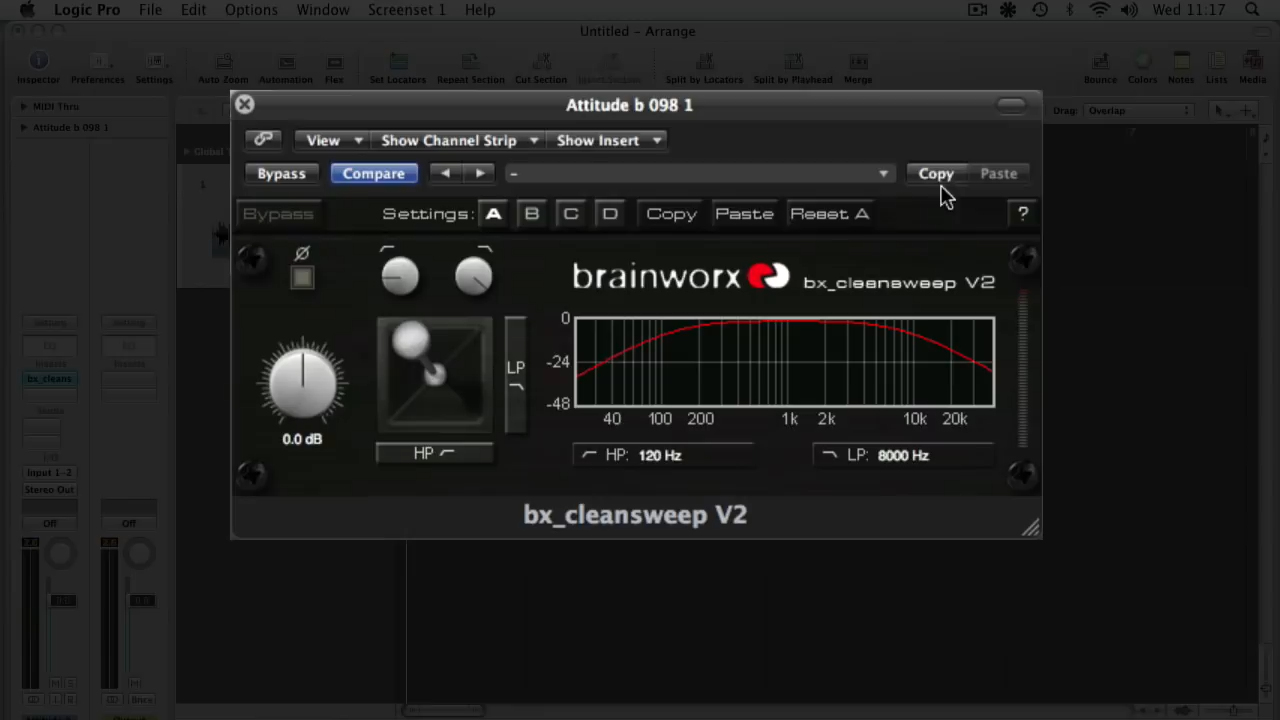 Logic Pro File Edit Options Window Screenset 1 Help Wed 11:17
Untitled - Arrange
Inspector Preferences Settings Auto Zoom Automation Flex Set Locators Repeat Section Cut Section Split by Locators Split by Playhead Merge Bounce Colors Notes Lists Media
MIDI Thru
Attitude b 098 1
Drag: Overlap
Attitude b 098 1
View Show Channel Strip Show Insert
Bypass Compare - Copy Paste
Bypass Settings: A B C D Copy Paste Reset A ?
Ø
brainworx bx_cleansweep V2
0
-24
-48
40 100 200 1k 2k 10k 20k
LP
HP
0.0 dB
HP: 120 Hz LP: 8000 Hz
bx_cleansweep V2
1
bx_cleans
Input 1-2
Stereo Out
Off Off
Bnce